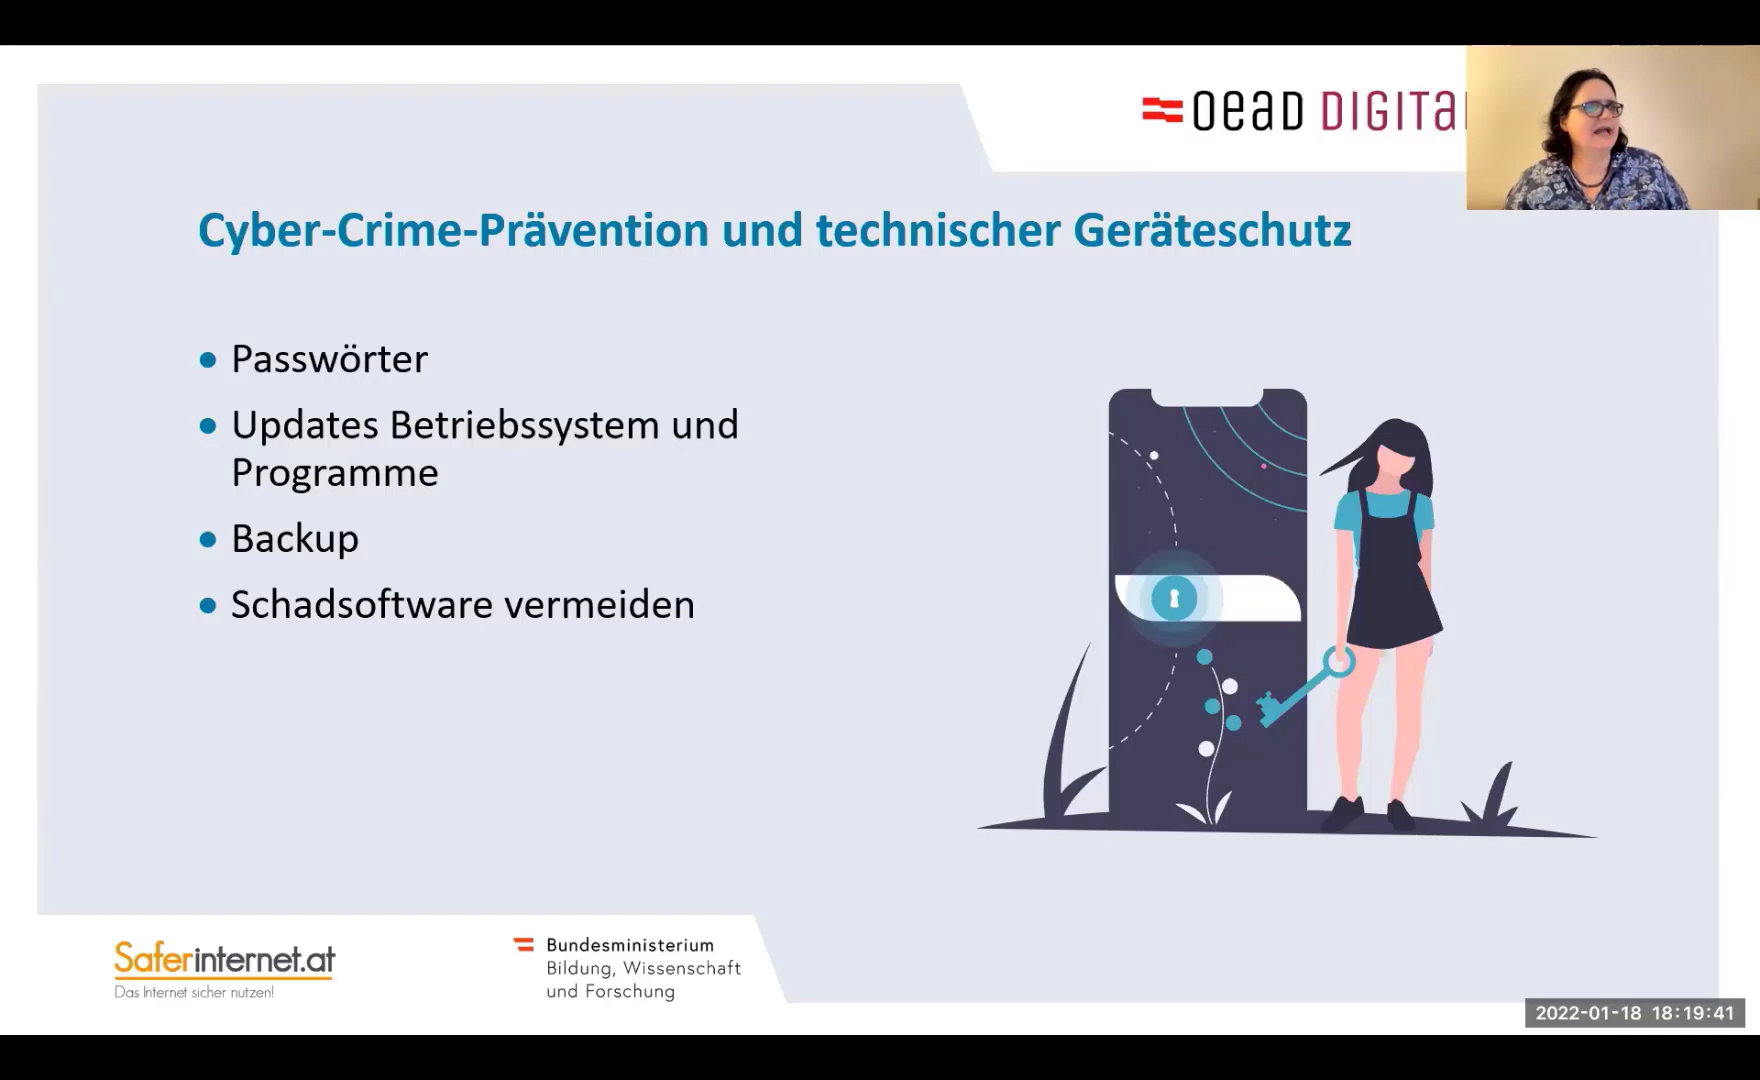 oead DIGITa
Cyber-Crime-Prävention und technischer Geräteschutz
• Passwörter
• Updates Betriebssystem und
Programme
• Backup
• Schadsoftware vermeiden
Saferinternet.at
Das Internet sicher nutzen!
Bundesministerium
Bildung, Wissenschaft
und Forschung
2022-01-18 18:19:41